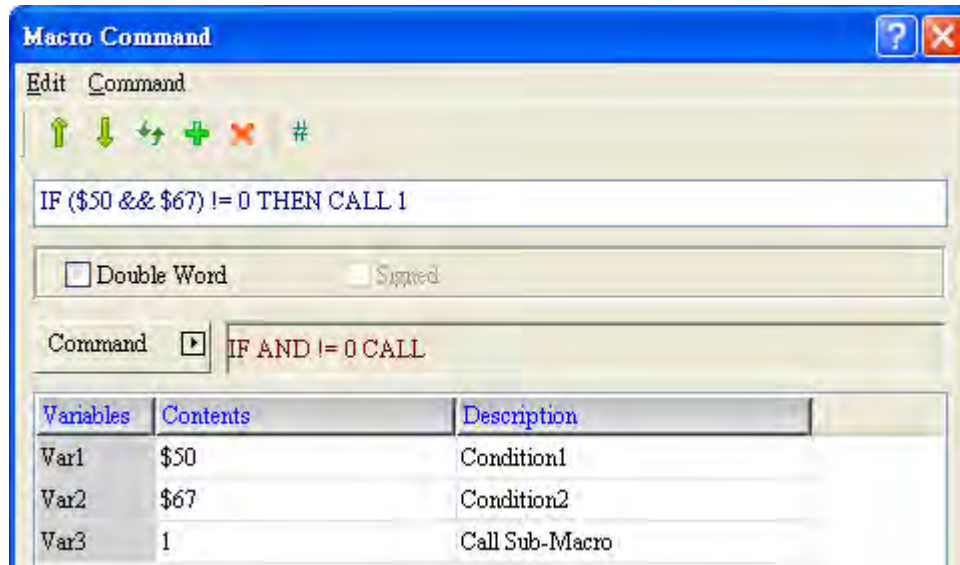 Macro Command
Edit Command
#
IF ($50 && $67) != 0 THEN CALL 1
Double Word Signed
Command IF AND != 0 CALL
Variables Contents Description
Var1 $50 Condition1
Var2 $67 Condition2
Var3 1 Call Sub-Macro